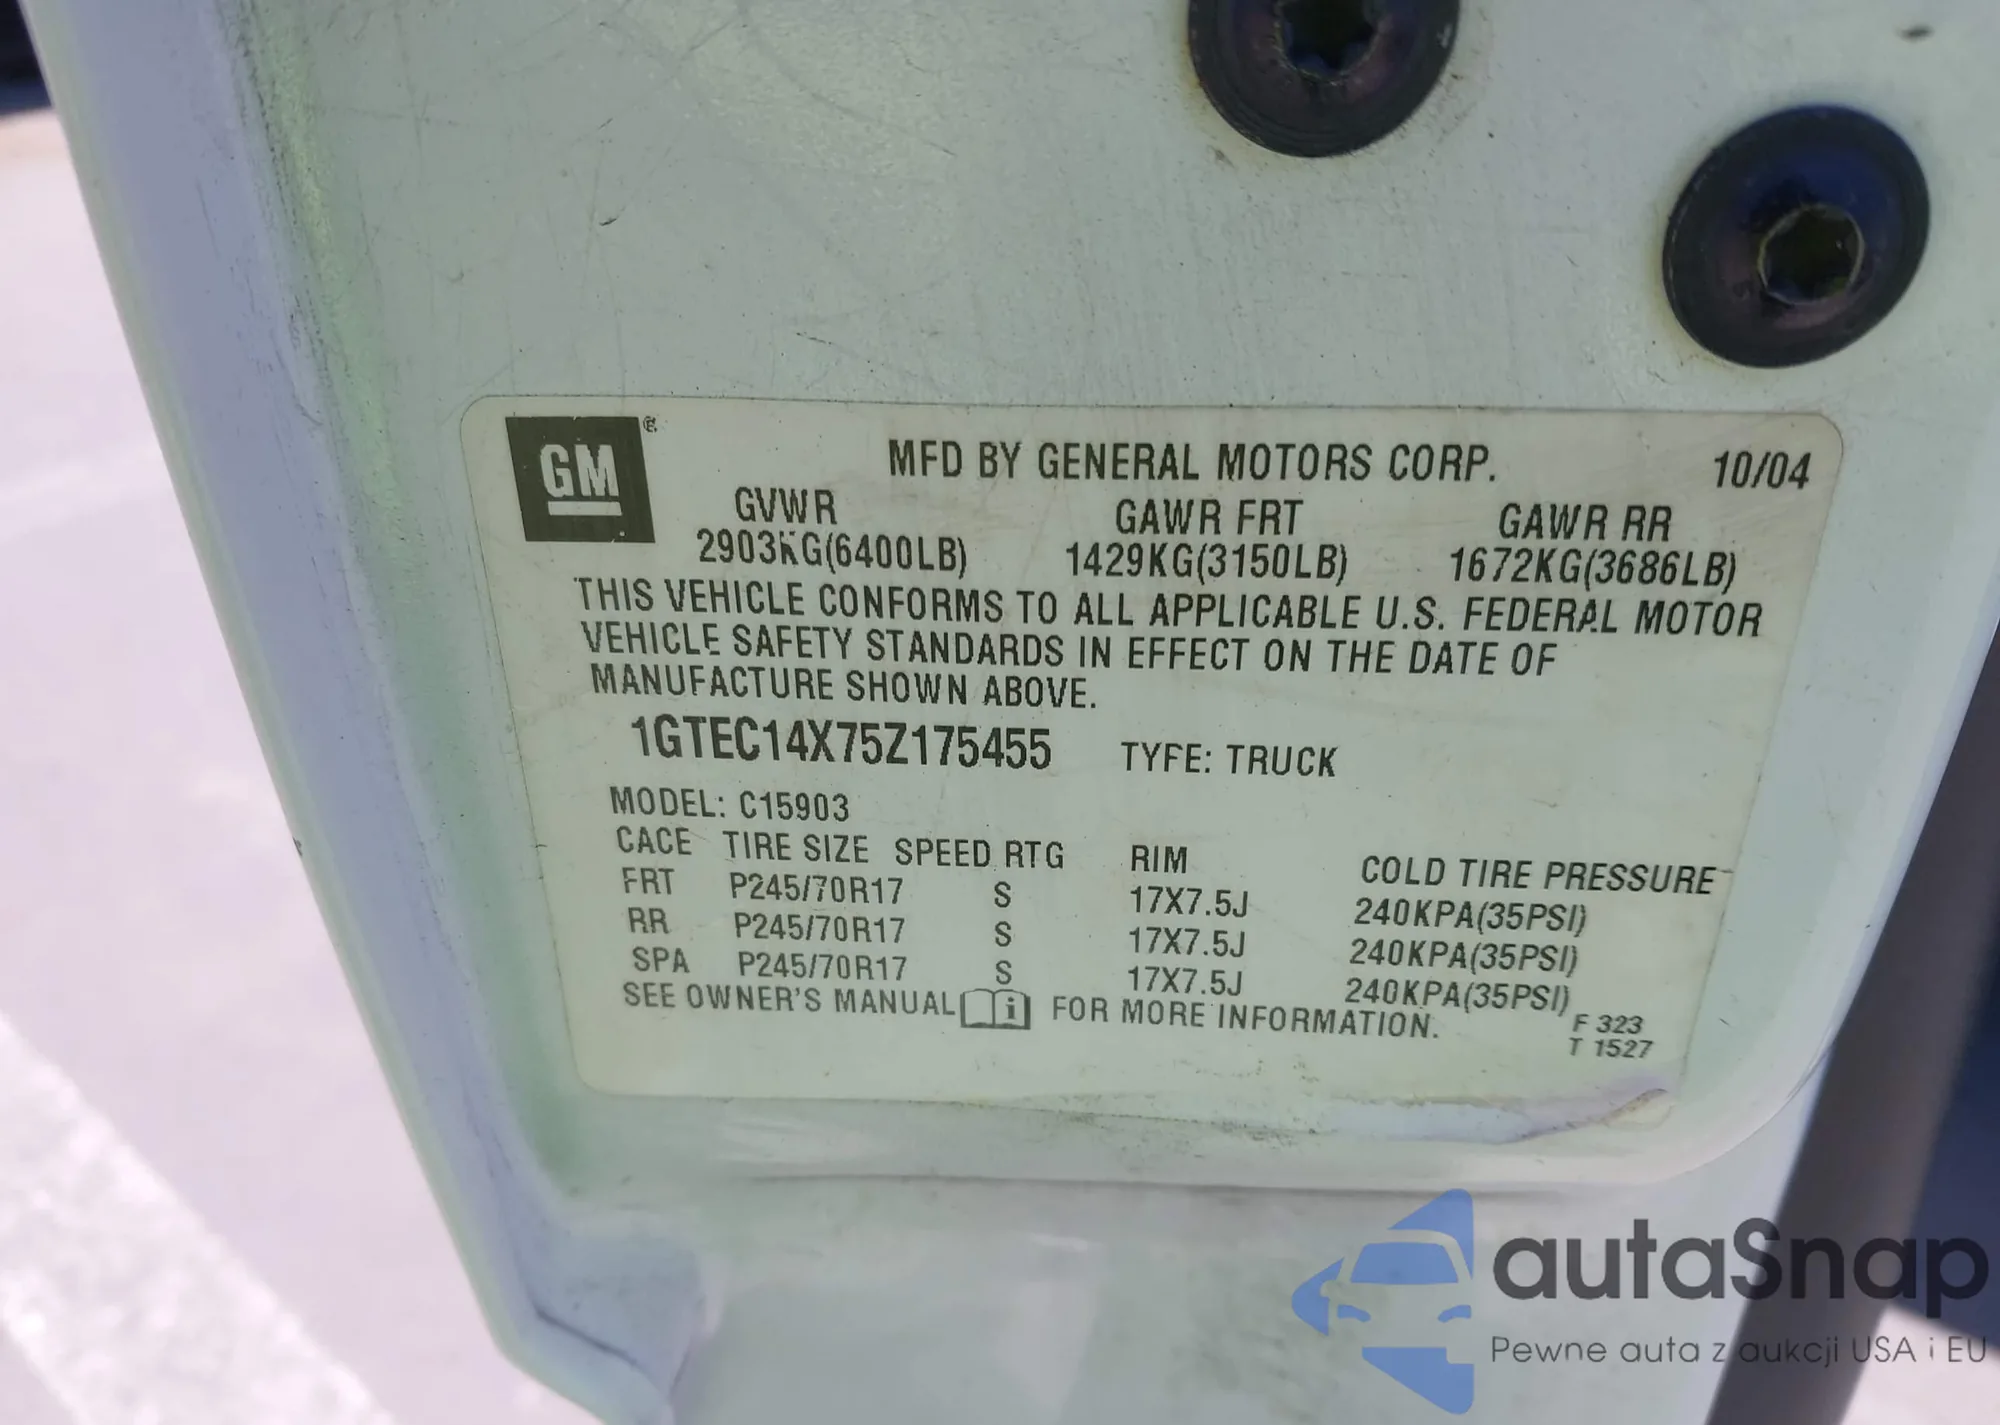 GM
MFD BY GENERAL MOTORS CORP. 10/04
GVWR GAWR FRT GAWR RR
2903KG(6400LB) 1429KG(3150LB) 1672KG(3686LB)
THIS VEHICLE CONFORMS TO ALL APPLICABLE U.S. FEDERAL MOTOR
VEHICLE SAFETY STANDARDS IN EFFECT ON THE DATE OF
MANUFACTURE SHOWN ABOVE.
1GTEC14X75Z175455 TYFE: TRUCK
MODEL: C15903
CACE TIRE SIZE SPEED RTG RIM COLD TIRE PRESSURE
FRT P245/70R17 S 17X7.5J 240KPA(35PSI)
RR P245/70R17 S 17X7.5J 240KPA(35PSI)
SPA P245/70R17 S 17X7.5J 240KPA(35PSI)
SEE OWNER'S MANUAL i FOR MORE INFORMATION.
F 323
T 1527
autaSnap
Pewne auta z aukcji USA i EU